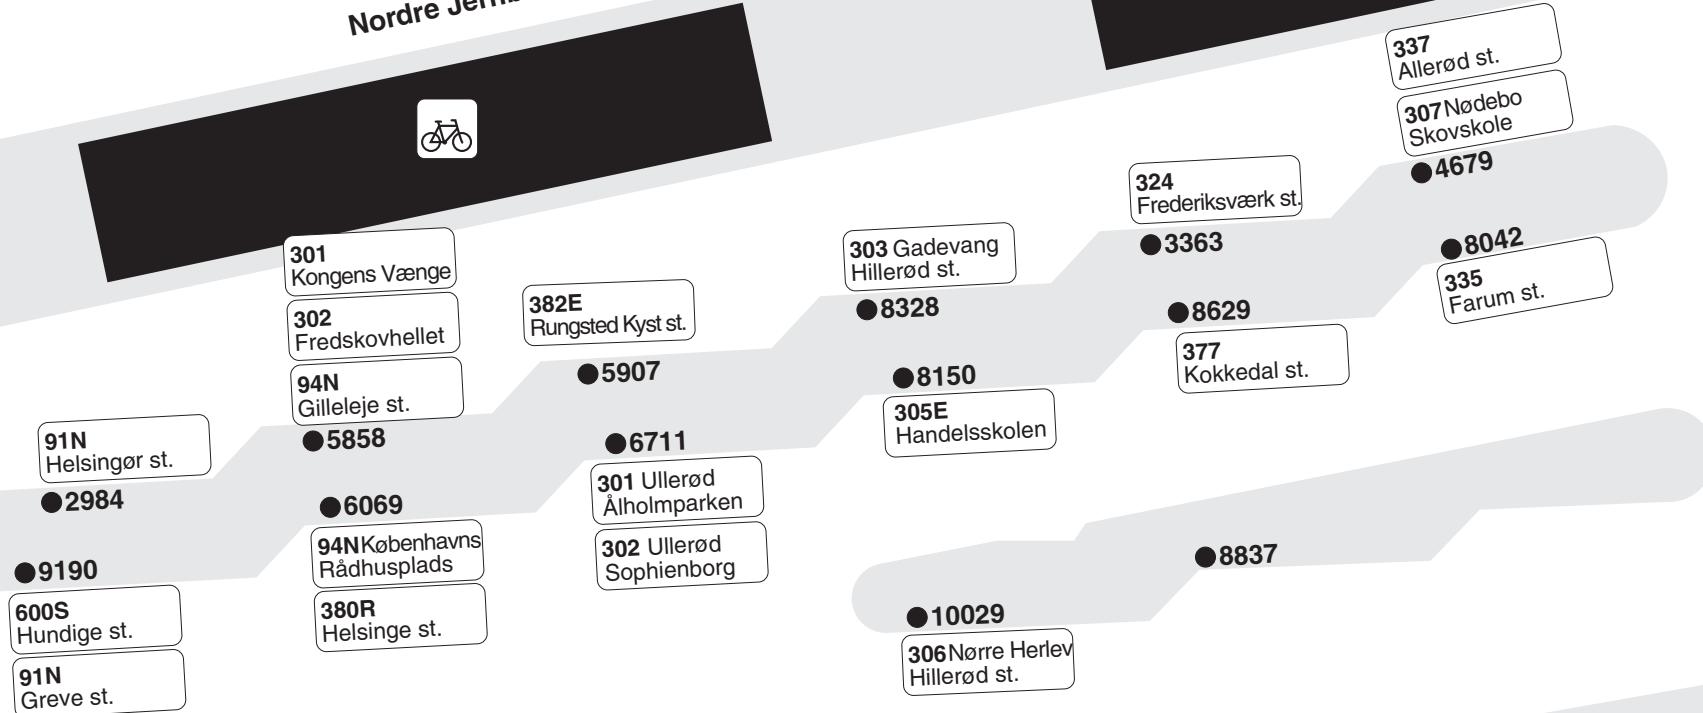 Nordre
337
Allerød st.
307 Nødebo
Skovskole
4679
324
Frederiksværk st.
3363
8042
335
Farum st.
303 Gadevang
Hillerød st.
8328
8629
377
Kokkedal st.
301
Kongens Vænge
302
Fredskovhellet
94N
Gilleleje st.
5858
382E
Rungsted Kyst st.
5907
8150
305E
Handelsskolen
91N
Helsingør st.
2984
6711
301 Ullerød
Ålholmparken
302 Ullerød
Sophienborg
6069
94N Københavns
Rådhusplads
380R
Helsinge st.
9190
600S
Hundige st.
91N
Greve st.
8837
10029
306 Nørre Herlev
Hillerød st.